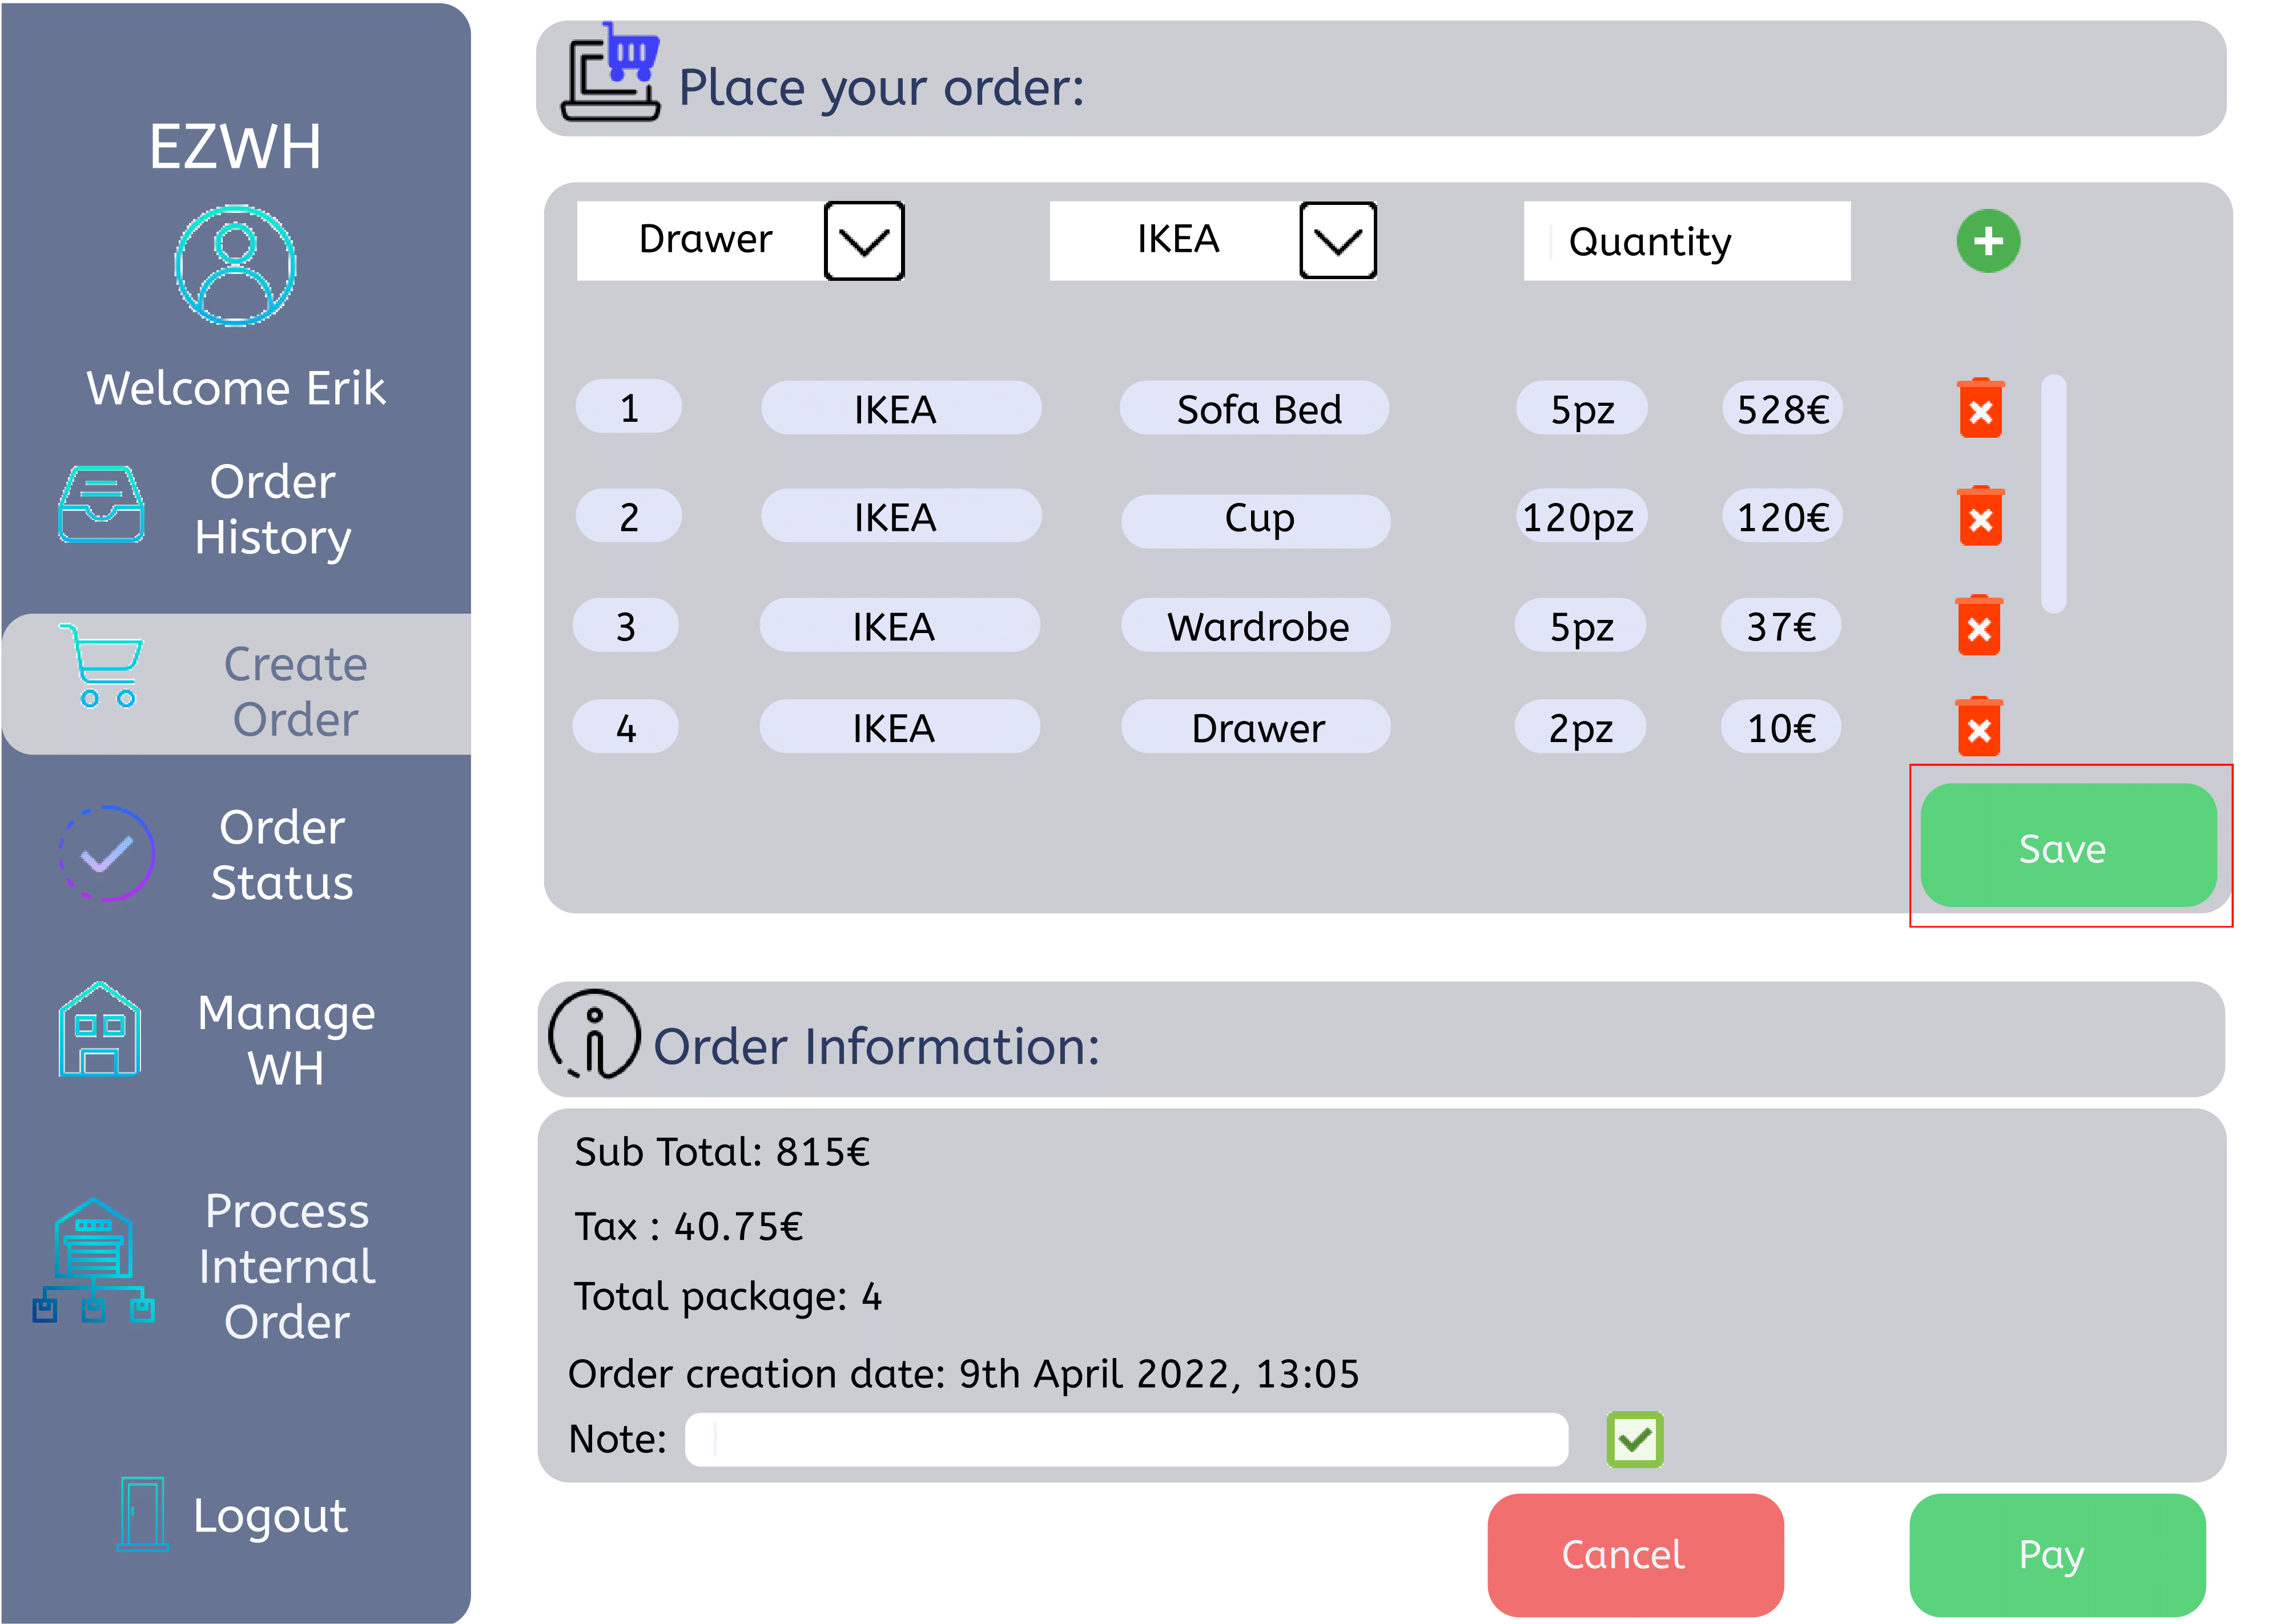 EZWH
Welcome Erik
Order
History
Create
Order
Order
Status
Manage
WH
Process
Internal
Order
Logout
Place your order:
Drawer IKEA Quantity
1 IKEA Sofa Bed 5pz 528€
2 IKEA Cup 120pz 120€
3 IKEA Wardrobe 5pz 37€
4 IKEA Drawer 2pz 10€
Save
Order Information:
Sub Total: 815€
Tax : 40.75€
Total package: 4
Order creation date: 9th April 2022, 13:05
Note:
Cancel Pay